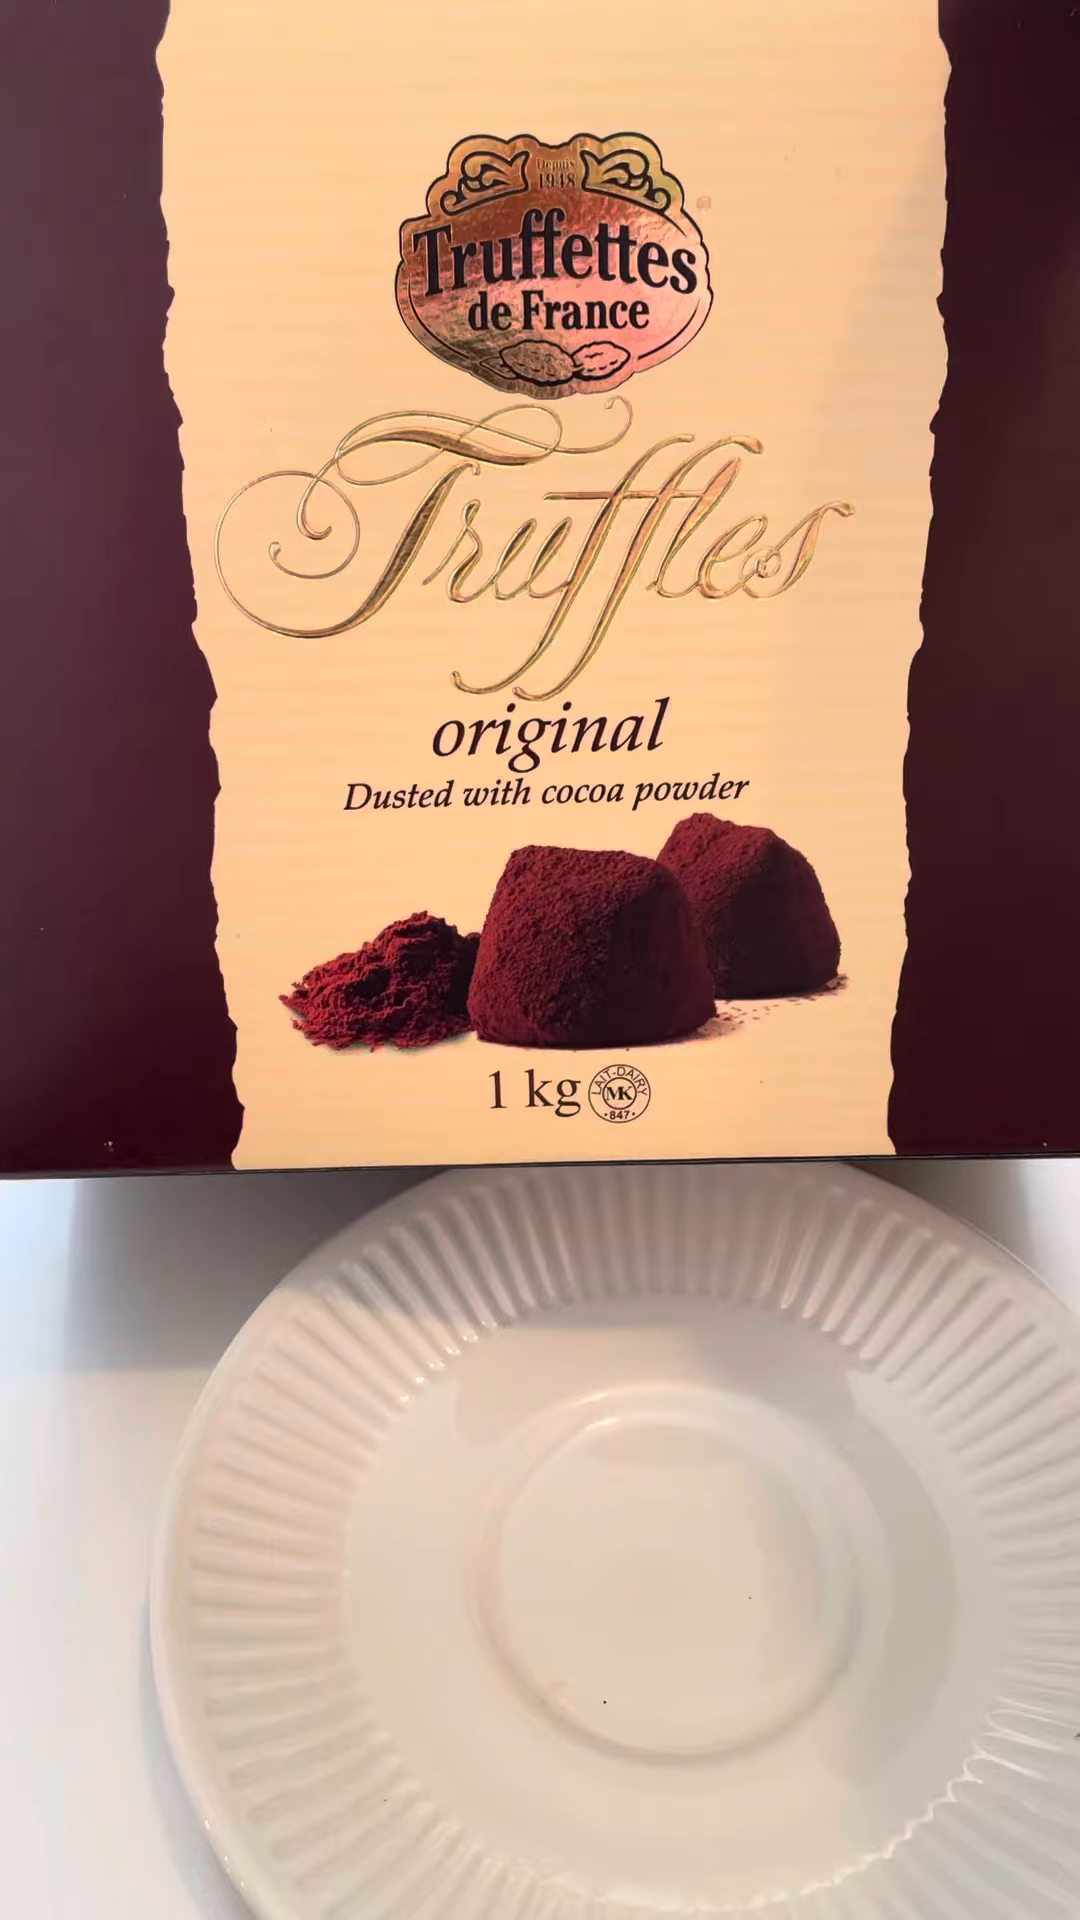 Depuis
1948
Truffettes
de France
Truffles
original
Dusted with cocoa powder
1 kg
LAIT-DAIRY
MK
•847•